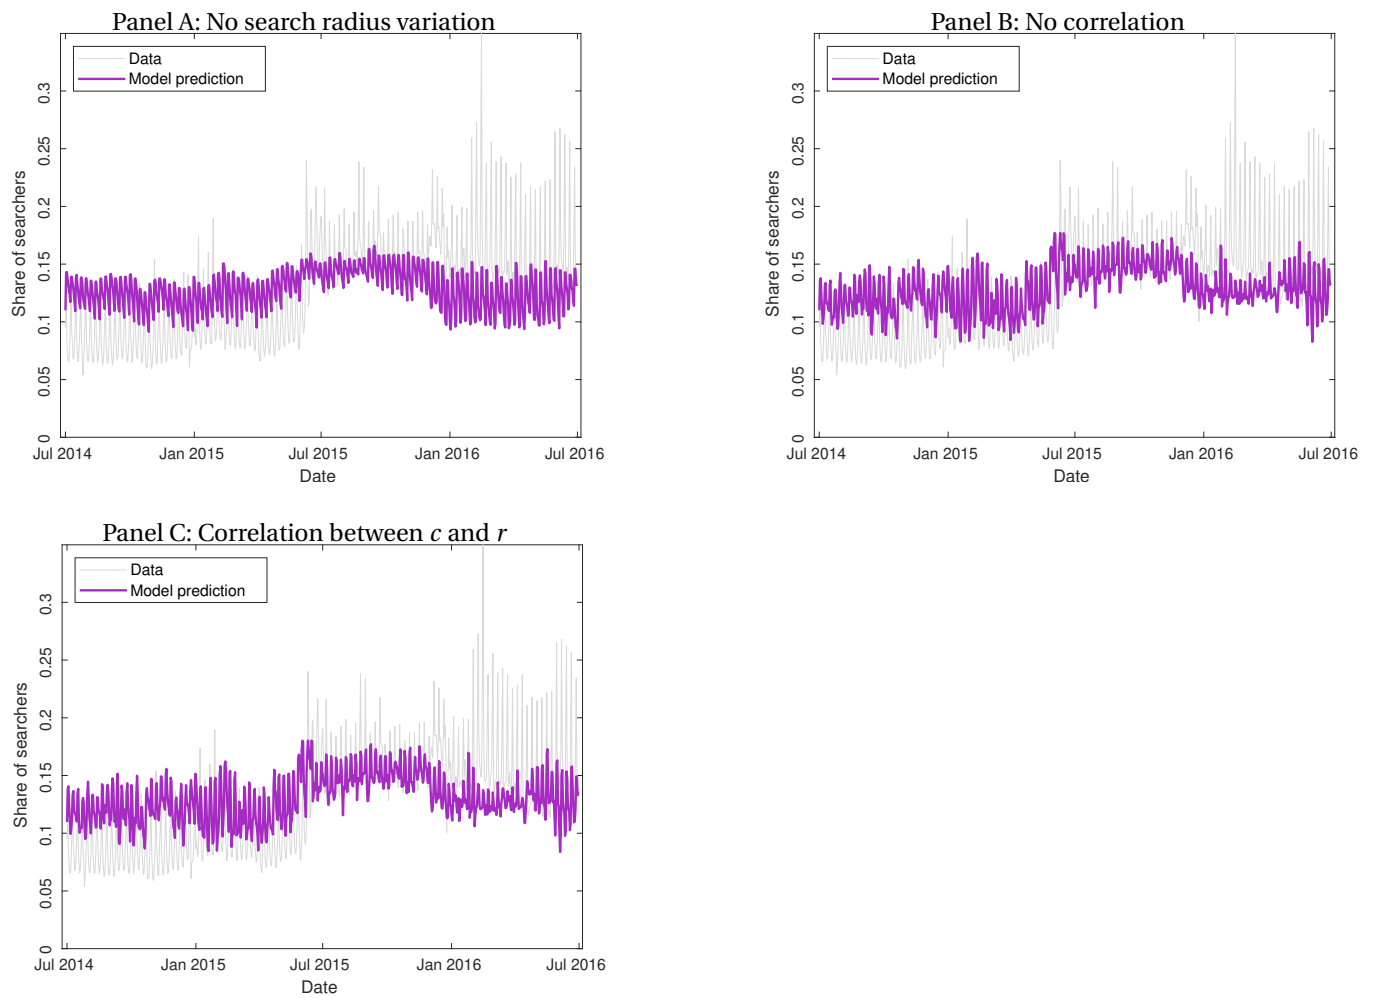 Panel A: No search radius variation
Data
Model prediction
0.3
0.25
0.2
0.15
0.1
0.05
0
Share of searchers
Jul 2014
Jan 2015
Jul 2015
Jan 2016
Jul 2016
Date
Panel B: No correlation
Data
Model prediction
0.3
0.25
0.2
0.15
0.1
0.05
0
Share of searchers
Jul 2014
Jan 2015
Jul 2015
Jan 2016
Jul 2016
Date
Panel C: Correlation between c and r
Data
Model prediction
0.3
0.25
0.2
0.15
0.1
0.05
0
Share of searchers
Jul 2014
Jan 2015
Jul 2015
Jan 2016
Jul 2016
Date